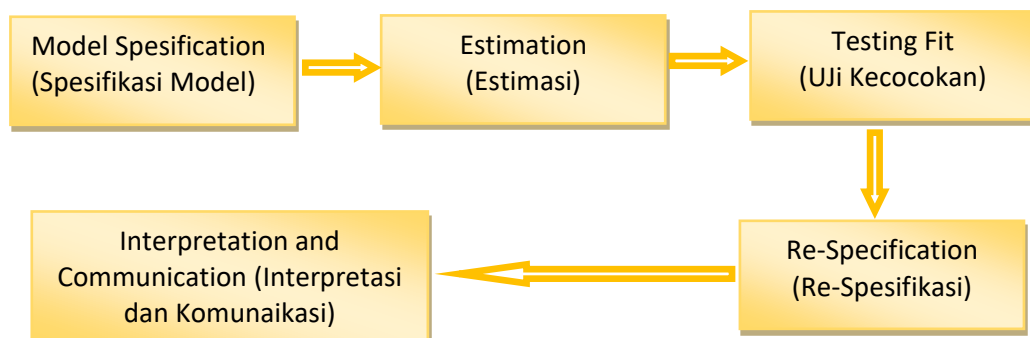 Model Spesification
(Spesifikasi Model)
Estimation
(Estimasi)
Testing Fit
(UJi Kecocokan)
Re-Specification
(Re-Spesifikasi)
Interpretation and
Communication (Interpretasi
dan Komunaikasi)